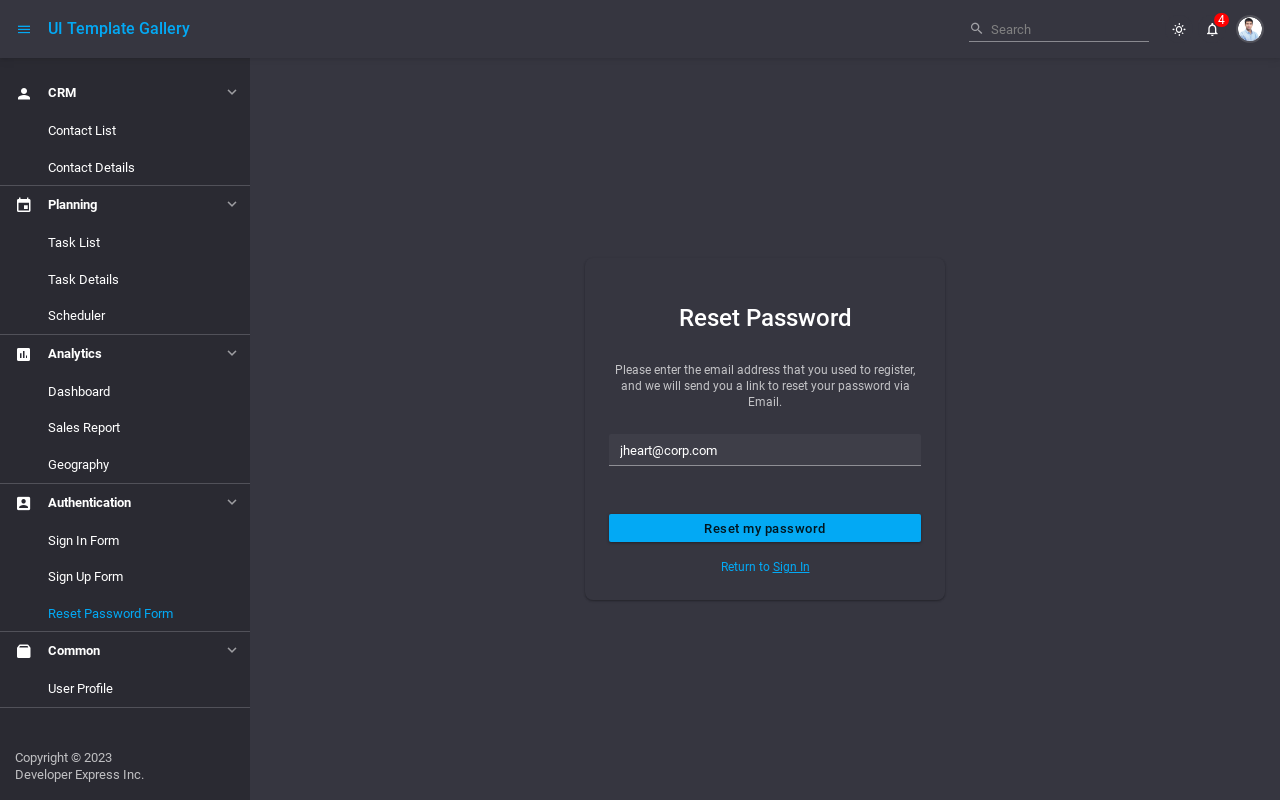 UI Template Gallery
Search
4
CRM
Contact List
Contact Details
Planning
Task List
Task Details
Scheduler
Analytics
Dashboard
Sales Report
Geography
Authentication
Sign In Form
Sign Up Form
Reset Password Form
Common
User Profile
Copyright © 2023
Developer Express Inc.
Reset Password
Please enter the email address that you used to register,
and we will send you a link to reset your password via
Email.
jheart@corp.com
Reset my password
Return to Sign In